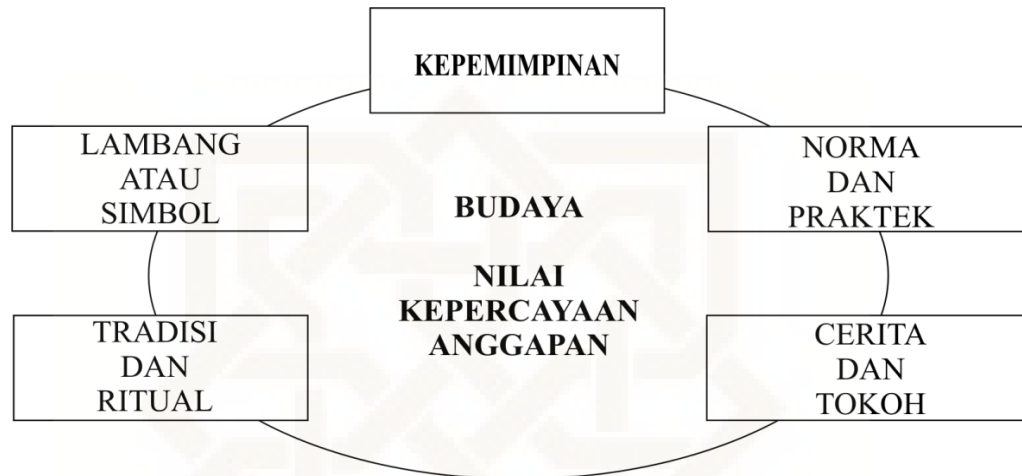 KEPEMIMPINAN
LAMBANG
ATAU
SIMBOL
NORMA
DAN
PRAKTEK
BUDAYA
NILAI
KEPERCAYAAN
ANGGAPAN
TRADISI
DAN
RITUAL
CERITA
DAN
TOKOH